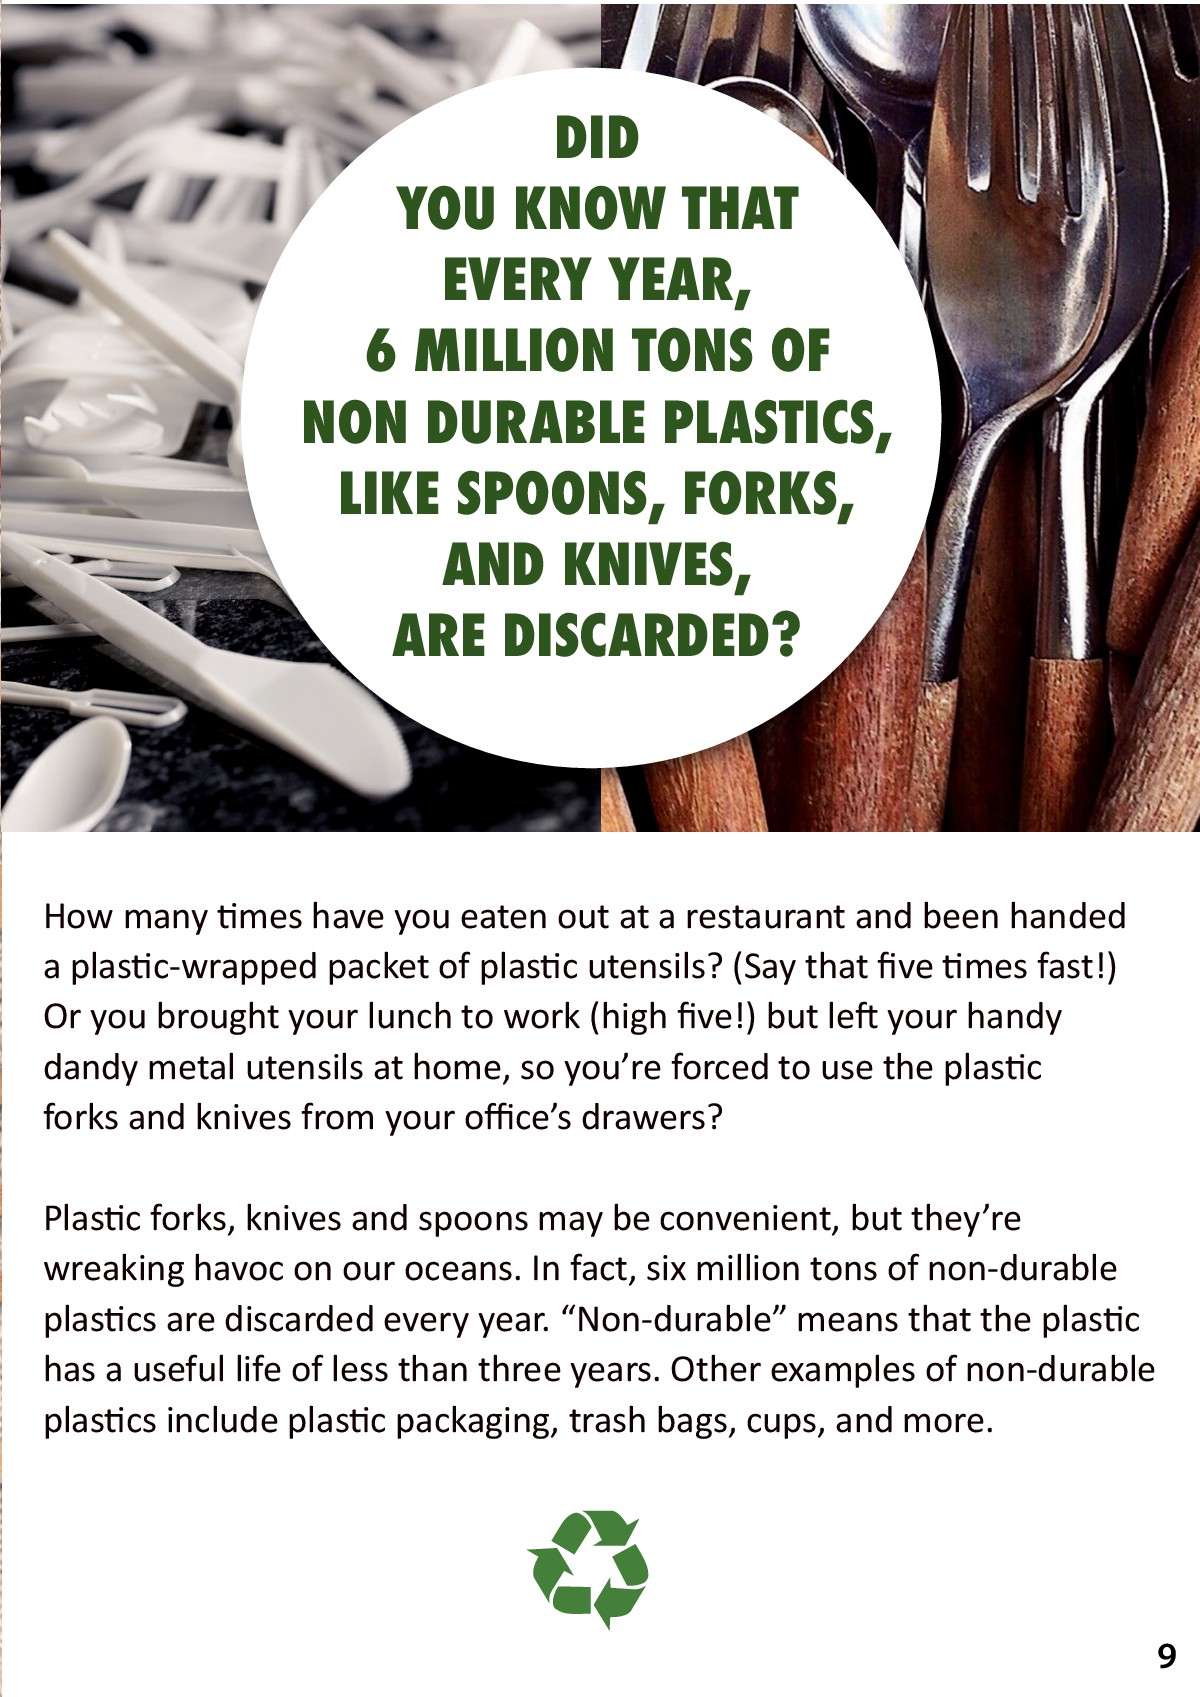 DID
YOU KNOW THAT
EVERY YEAR,
6 MILLION TONS OF
NON DURABLE PLASTICS,
LIKE SPOONS, FORKS,
AND KNIVES,
ARE DISCARDED?
How many times have you eaten out at a restaurant and been handed
a plastic-wrapped packet of plastic utensils? (Say that five times fast!)
Or you brought your lunch to work (high five!) but left your handy
dandy metal utensils at home, so you’re forced to use the plastic
forks and knives from your office’s drawers?
Plastic forks, knives and spoons may be convenient, but they’re
wreaking havoc on our oceans. In fact, six million tons of non-durable
plastics are discarded every year. “Non-durable” means that the plastic
has a useful life of less than three years. Other examples of non-durable
plastics include plastic packaging, trash bags, cups, and more.
9